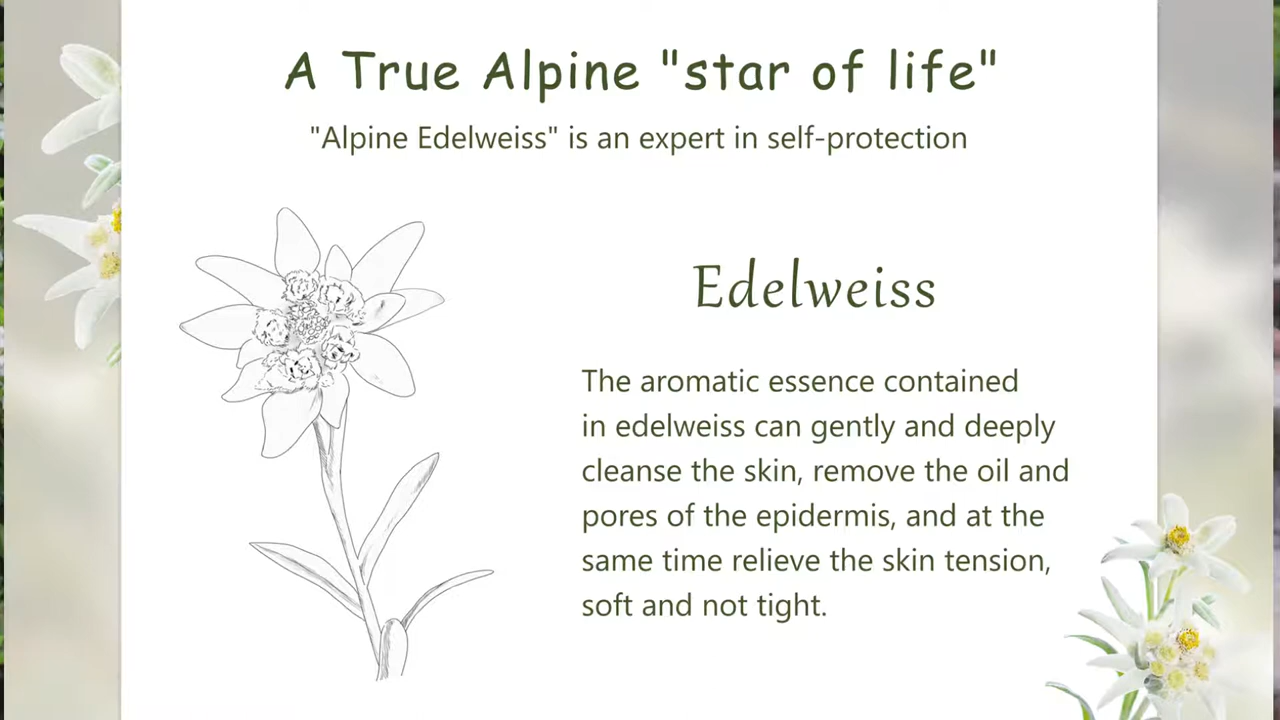 A True Alpine "star of life"
"Alpine Edelweiss" is an expert in self-protection
Edelweiss
The aromatic essence contained
in edelweiss can gently and deeply
cleanse the skin, remove the oil and
pores of the epidermis, and at the
same time relieve the skin tension,
soft and not tight.